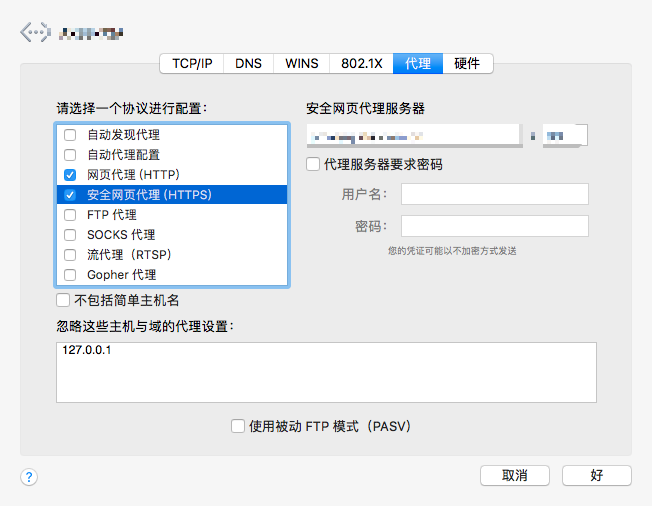 TCP/IP DNS WINS 802.1X 代理 硬件
请选择一个协议进行配置：
自动发现代理
自动代理配置
网页代理 (HTTP)
安全网页代理 (HTTPS)
FTP 代理
SOCKS 代理
流代理（RTSP）
Gopher 代理
不包括简单主机名
安全网页代理服务器
代理服务器要求密码
用户名：
密码：
您的凭证可能以不加密方式发送
忽略这些主机与域的代理设置：
127.0.0.1
使用被动 FTP 模式（PASV）
?
取消
好